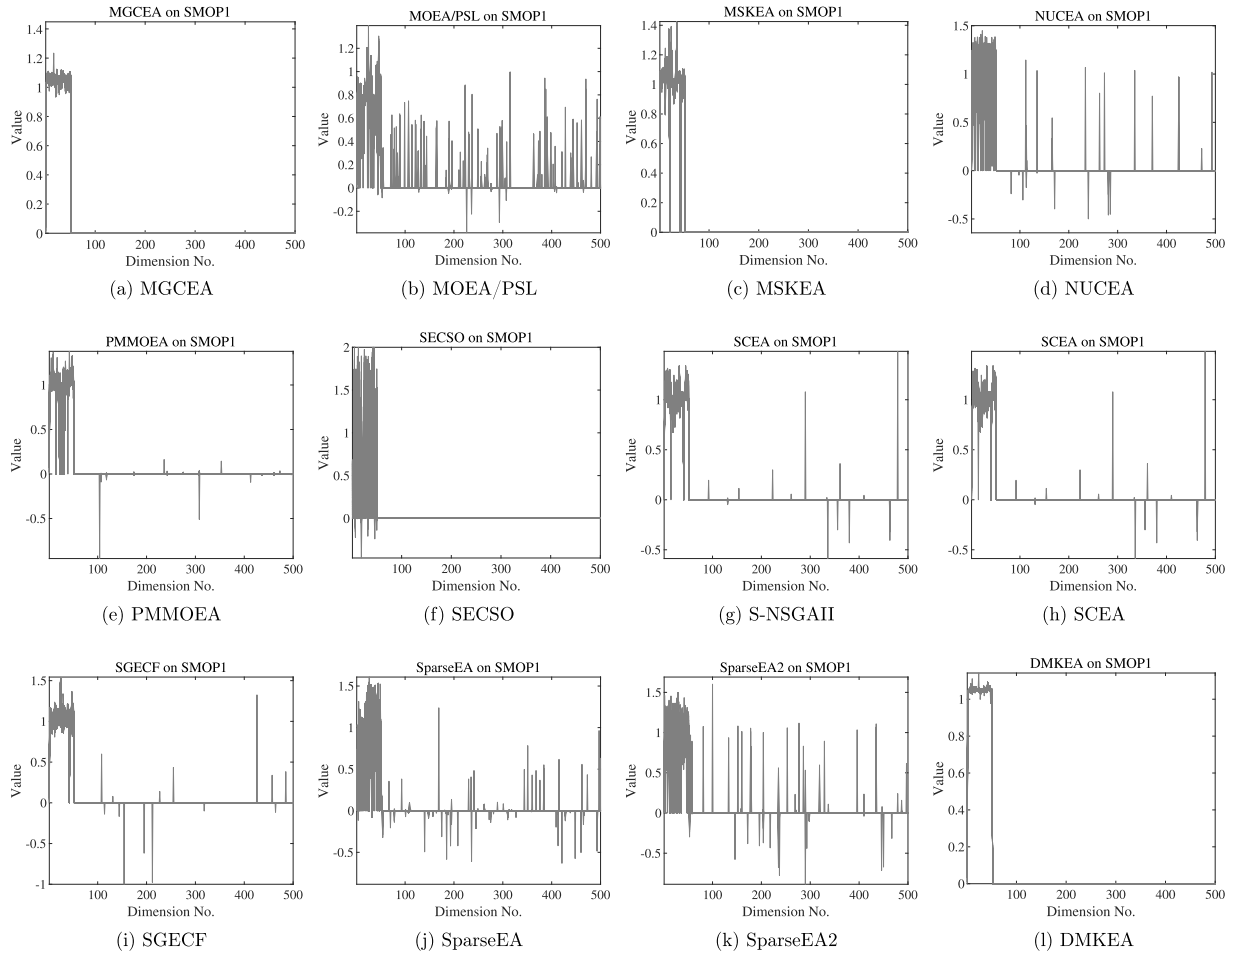 MGCEA on SMOP1
1.4
1.2
1
0.8
0.6
0.4
0.2
0
Value
100 200 300 400 500
Dimension No.
(a) MGCEA
MOEA/PSL on SMOP1
1.2
1
0.8
0.6
0.4
0.2
0
-0.2
Value
100 200 300 400 500
Dimension No.
(b) MOEA/PSL
MSKEA on SMOP1
1.4
1.2
1
0.8
0.6
0.4
0.2
0
Value
100 200 300 400 500
Dimension No.
(c) MSKEA
NUCEA on SMOP1
1.5
1
0.5
0
-0.5
Value
100 200 300 400 500
Dimension No.
(d) NUCEA
PMMOEA on SMOP1
1
0.5
0
-0.5
Value
100 200 300 400 500
Dimension No.
(e) PMMOEA
SECSO on SMOP1
2
1.5
1
0.5
0
Value
100 200 300 400 500
Dimension No.
(f) SECSO
SCEA on SMOP1
1
0.5
0
-0.5
Value
100 200 300 400 500
Dimension No.
(g) S-NSGAII
SCEA on SMOP1
1
0.5
0
-0.5
Value
100 200 300 400 500
Dimension No.
(h) SCEA
SGECF on SMOP1
1.5
1
0.5
0
-0.5
-1
Value
100 200 300 400 500
Dimension No.
(i) SGECF
SparseEA on SMOP1
1.5
1
0.5
0
-0.5
Value
100 200 300 400 500
Dimension No.
(j) SparseEA
SparseEA2 on SMOP1
1.5
1
0.5
0
-0.5
Value
100 200 300 400 500
Dimension No.
(k) SparseEA2
DMKEA on SMOP1
1
0.8
0.6
0.4
0.2
0
Value
100 200 300 400 500
Dimension No.
(l) DMKEA